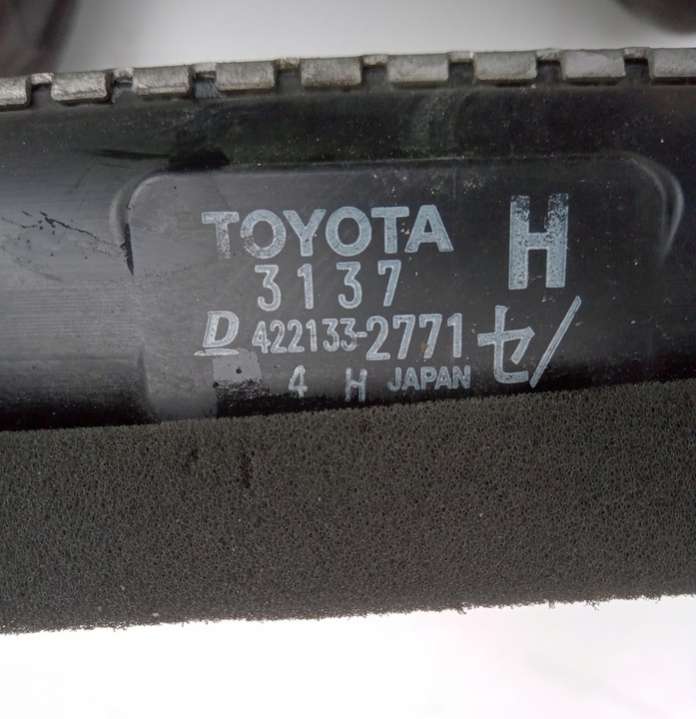 TOYOTA H
3137
D 422133-2771 セ/
4 H JAPAN